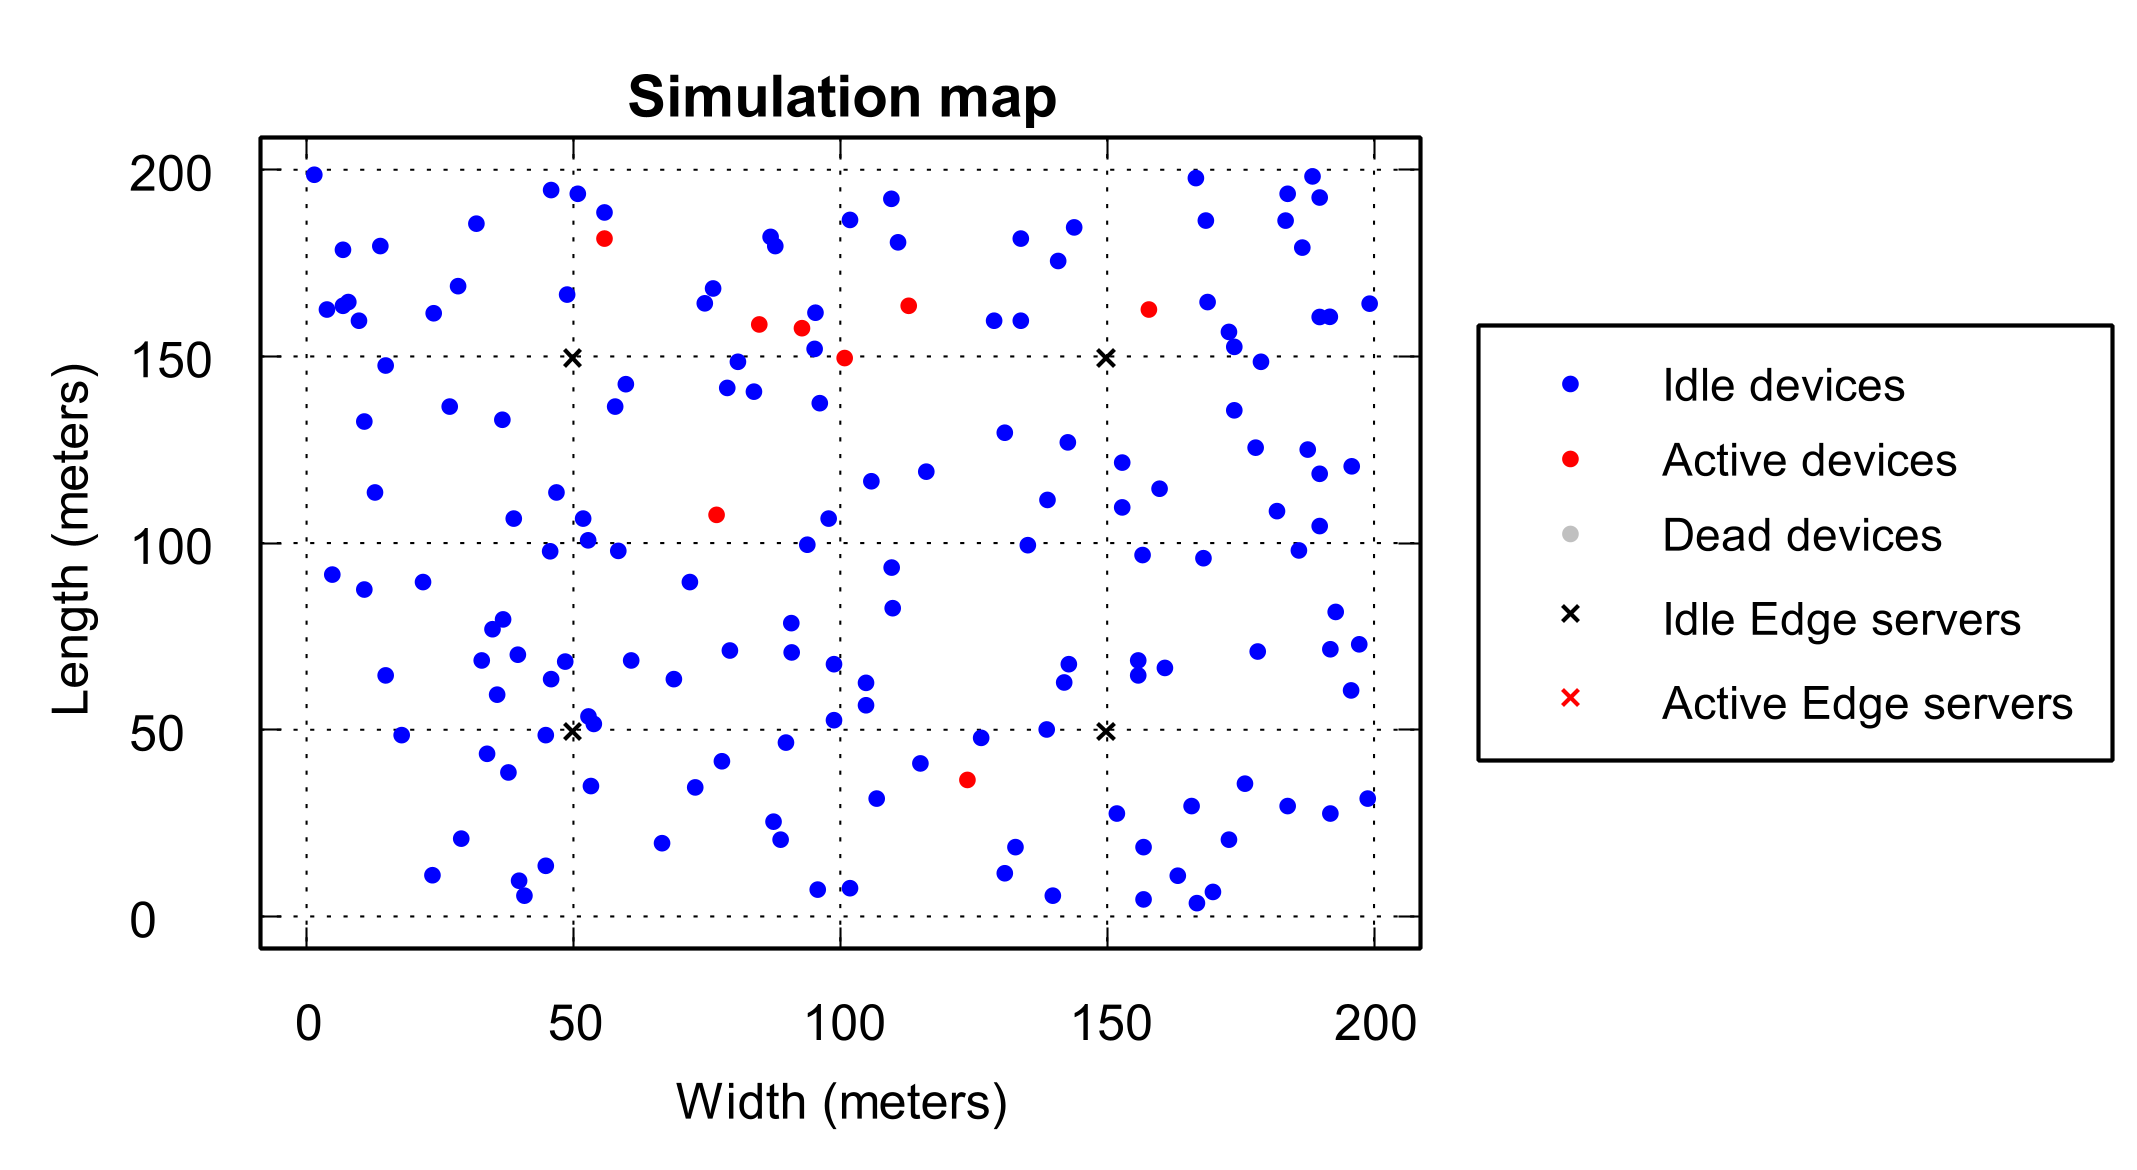 Simulation map
200
150
100
50
0
Length (meters)
0 50 100 150 200
Width (meters)
Idle devices
Active devices
Dead devices
Idle Edge servers
Active Edge servers